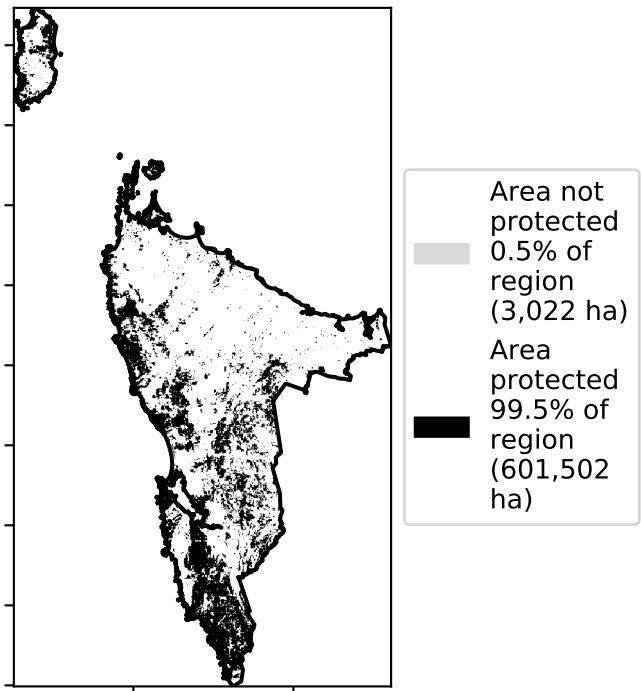 Area not
protected
0.5% of
region
(3,022 ha)
Area
protected
99.5% of
region
(601,502
ha)